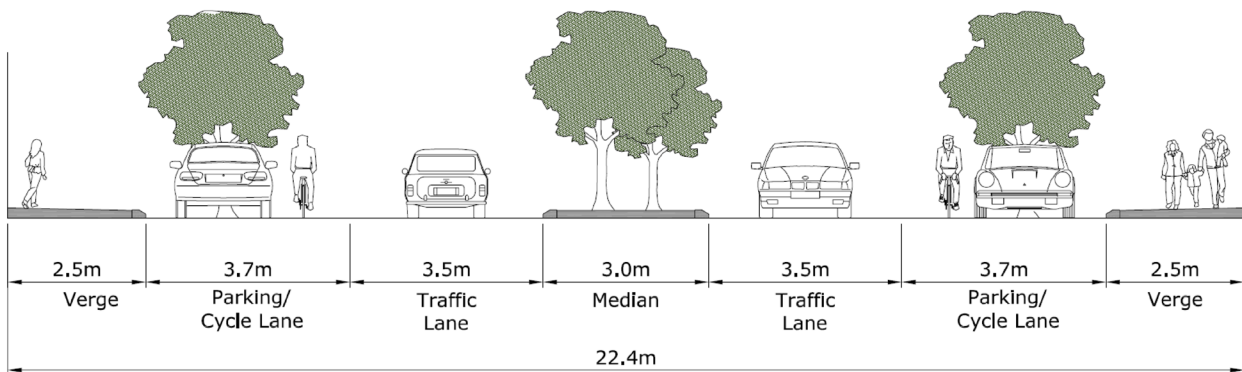 2.5m
Verge
3.7m
Parking/
Cycle Lane
3.5m
Traffic
Lane
3.0m
Median
3.5m
Traffic
Lane
3.7m
Parking/
Cycle Lane
2.5m
Verge
22.4m